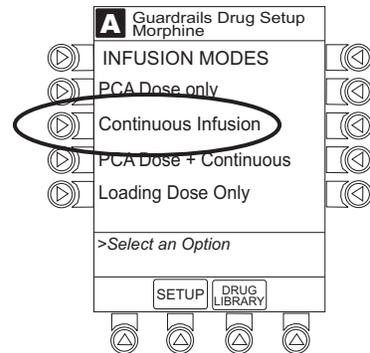 A Guardrails Drug Setup
Morphine
INFUSION MODES
PCA Dose only
Continuous Infusion
PCA Dose + Continuous
Loading Dose Only
>Select an Option
SETUP DRUG
LIBRARY